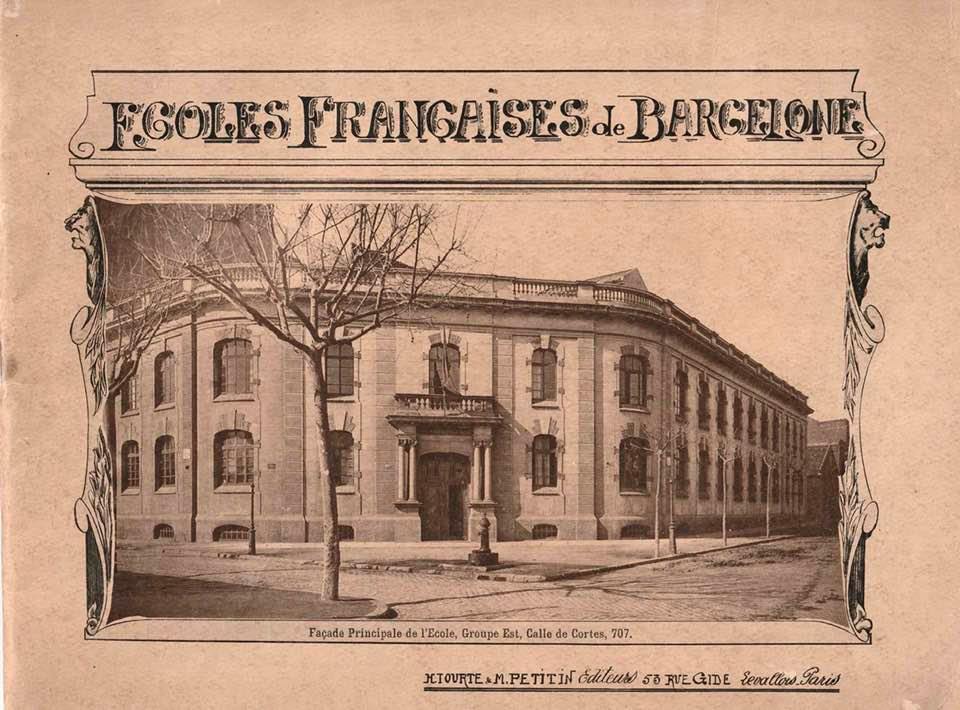 ECOLES FRANÇAISES de BARCELONE
Façade Principale de l'Ecole, Groupe Est, Calle de Cortes, 707.
H.TOURTE & M.PETITIN Editeurs 53 RUE GIDE Levallois-Paris